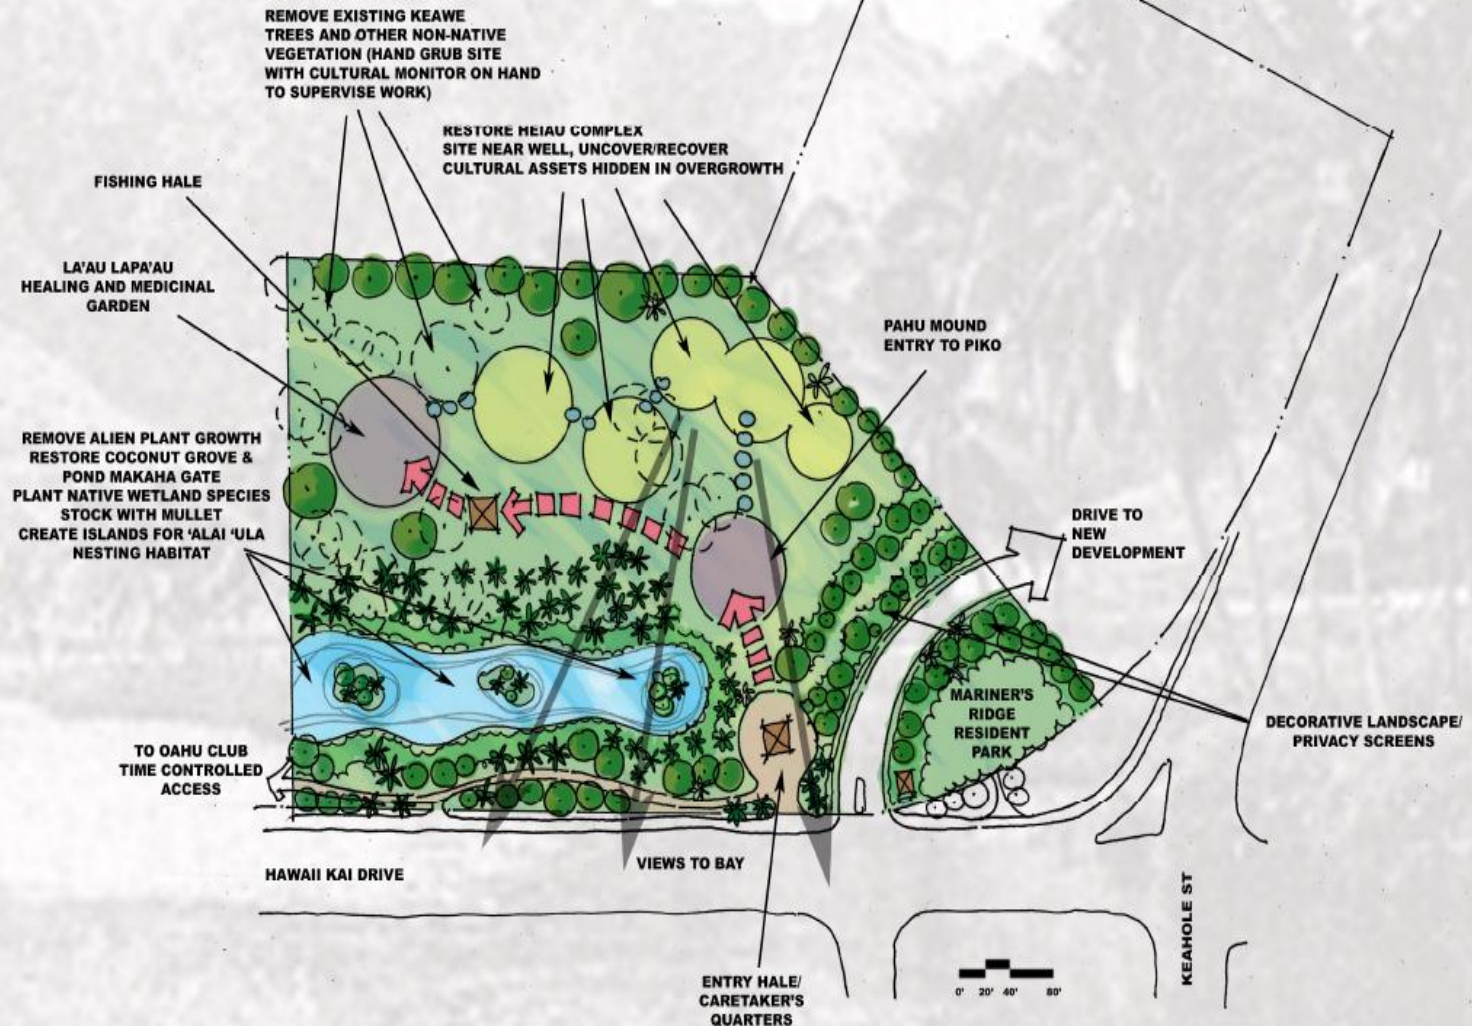 REMOVE EXISTING KEAWE
TREES AND OTHER NON-NATIVE
VEGETATION (HAND GRUB SITE
WITH CULTURAL MONITOR ON HAND
TO SUPERVISE WORK)
RESTORE HEIAU COMPLEX
SITE NEAR WELL, UNCOVER/RECOVER
CULTURAL ASSETS HIDDEN IN OVERGROWTH
FISHING HALE
LA'AU LAPA'AU
HEALING AND MEDICINAL
GARDEN
PAHU MOUND
ENTRY TO PIKO
REMOVE ALIEN PLANT GROWTH
RESTORE COCONUT GROVE &
POND MAKAHA GATE
PLANT NATIVE WETLAND SPECIES
STOCK WITH MULLET
CREATE ISLANDS FOR 'ALAI 'ULA
NESTING HABITAT
DRIVE TO
NEW
DEVELOPMENT
MARINER'S
RIDGE
RESIDENT
PARK
DECORATIVE LANDSCAPE/
PRIVACY SCREENS
TO OAHU CLUB
TIME CONTROLLED
ACCESS
HAWAII KAI DRIVE
VIEWS TO BAY
KEAHOLE ST
ENTRY HALE/
CARETAKER'S
QUARTERS
0' 20' 40' 80'